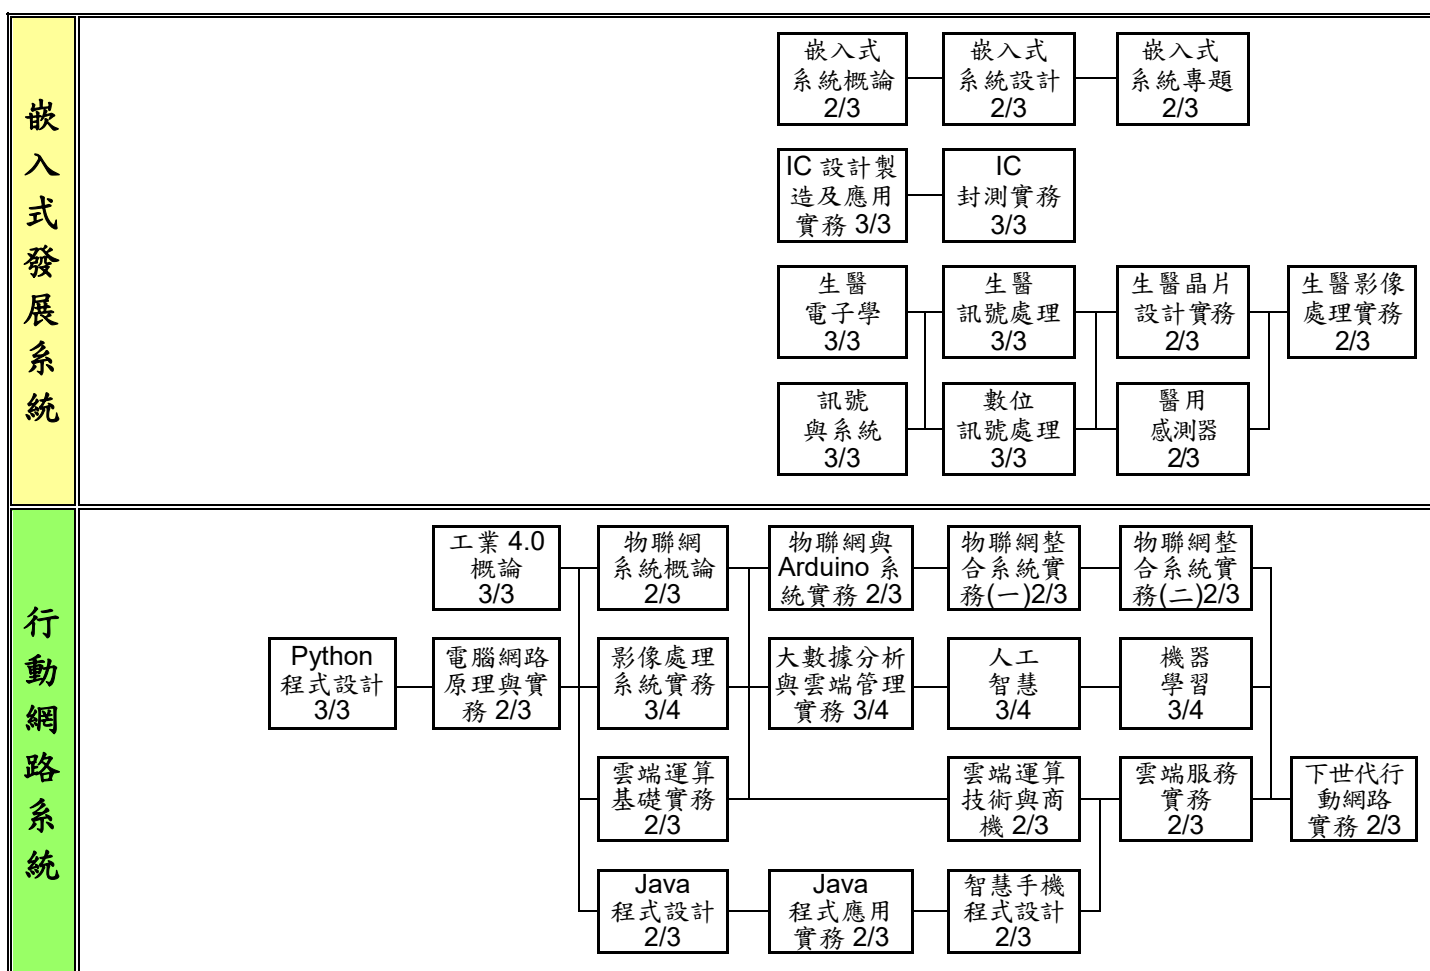 嵌入式發展系統
嵌入式
系統概論
2/3
嵌入式
系統設計
2/3
嵌入式
系統專題
2/3
IC 設計製
造及應用
實務 3/3
IC
封測實務
3/3
生醫
電子學
3/3
生醫
訊號處理
3/3
生醫晶片
設計實務
2/3
生醫影像
處理實務
2/3
訊號
與系統
3/3
數位
訊號處理
3/3
醫用
感測器
2/3
行動網路系統
工業 4.0
概論
3/3
物聯網
系統概論
2/3
物聯網與
Arduino 系
統實務 2/3
物聯網整
合系統實
務(一)2/3
物聯網整
合系統實
務(二)2/3
Python
程式設計
3/3
電腦網路
原理與實
務 2/3
影像處理
系統實務
3/4
大數據分析
與雲端管理
實務 3/4
人工
智慧
3/4
機器
學習
3/4
雲端運算
基礎實務
2/3
雲端運算
技術與商
機 2/3
雲端服務
實務
2/3
下世代行
動網路
實務 2/3
Java
程式設計
2/3
Java
程式應用
實務 2/3
智慧手機
程式設計
2/3